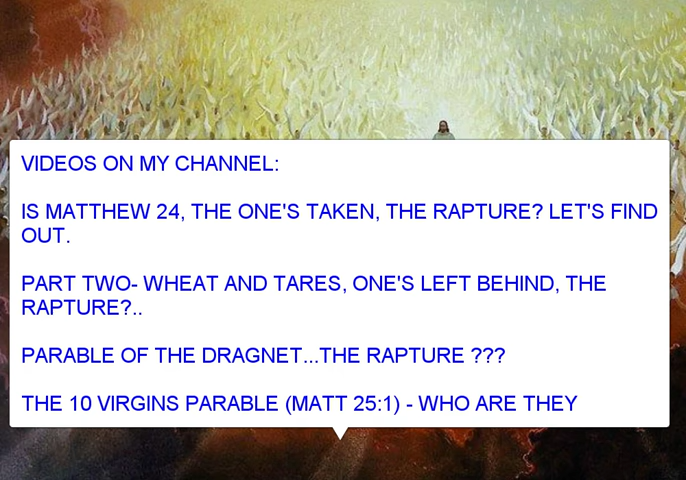 VIDEOS ON MY CHANNEL:
IS MATTHEW 24, THE ONE'S TAKEN, THE RAPTURE? LET'S FIND
OUT.
PART TWO- WHEAT AND TARES, ONE'S LEFT BEHIND, THE
RAPTURE?..
PARABLE OF THE DRAGNET...THE RAPTURE ???
THE 10 VIRGINS PARABLE (MATT 25:1) - WHO ARE THEY